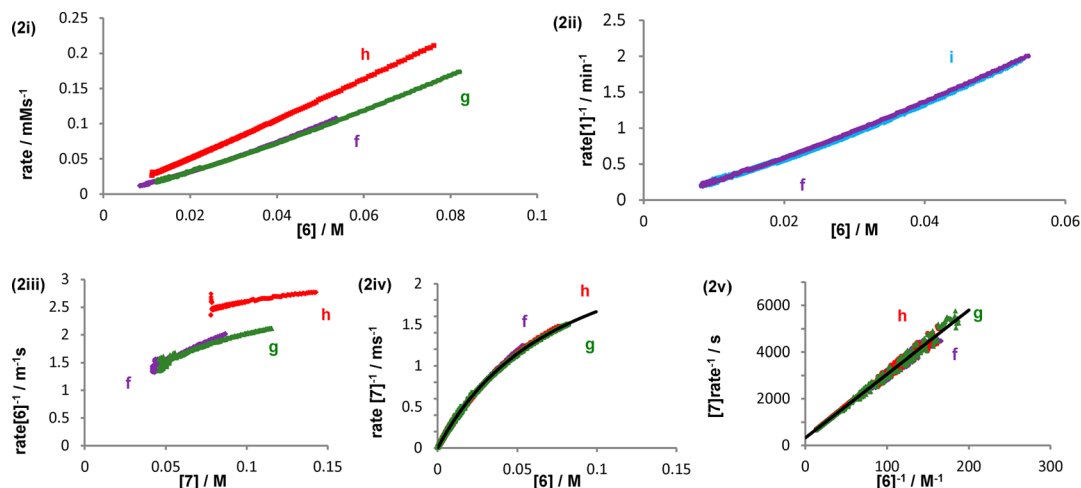 (2i)
rate / mMs⁻¹
0.25
0.2
0.15
0.1
0.05
0
0 0.02 0.04 0.06 0.08 0.1
[6] / M
h
g
f
(2ii)
rate[1]⁻¹ / min⁻¹
2.5
2
1.5
1
0.5
0
0 0.02 0.04 0.06
[6] / M
i
f
(2iii)
rate[6]⁻¹ / m⁻¹s
3
2.5
2
1.5
1
0.5
0
0 0.05 0.1 0.15
[7] / M
h
g
f
(2iv)
rate [7]⁻¹ / ms⁻¹
2
1.5
1
0.5
0
0 0.05 0.1 0.15
[6] / M
h
f
g
(2v)
[7]rate⁻¹ / s
6000
4000
2000
0
0 100 200 300
[6]⁻¹ / M⁻¹
h
g
f